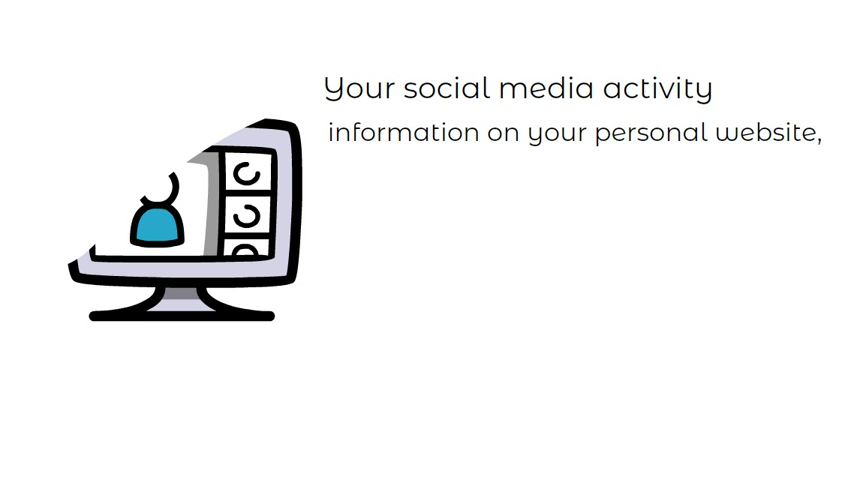 Your social media activity
information on your personal website,